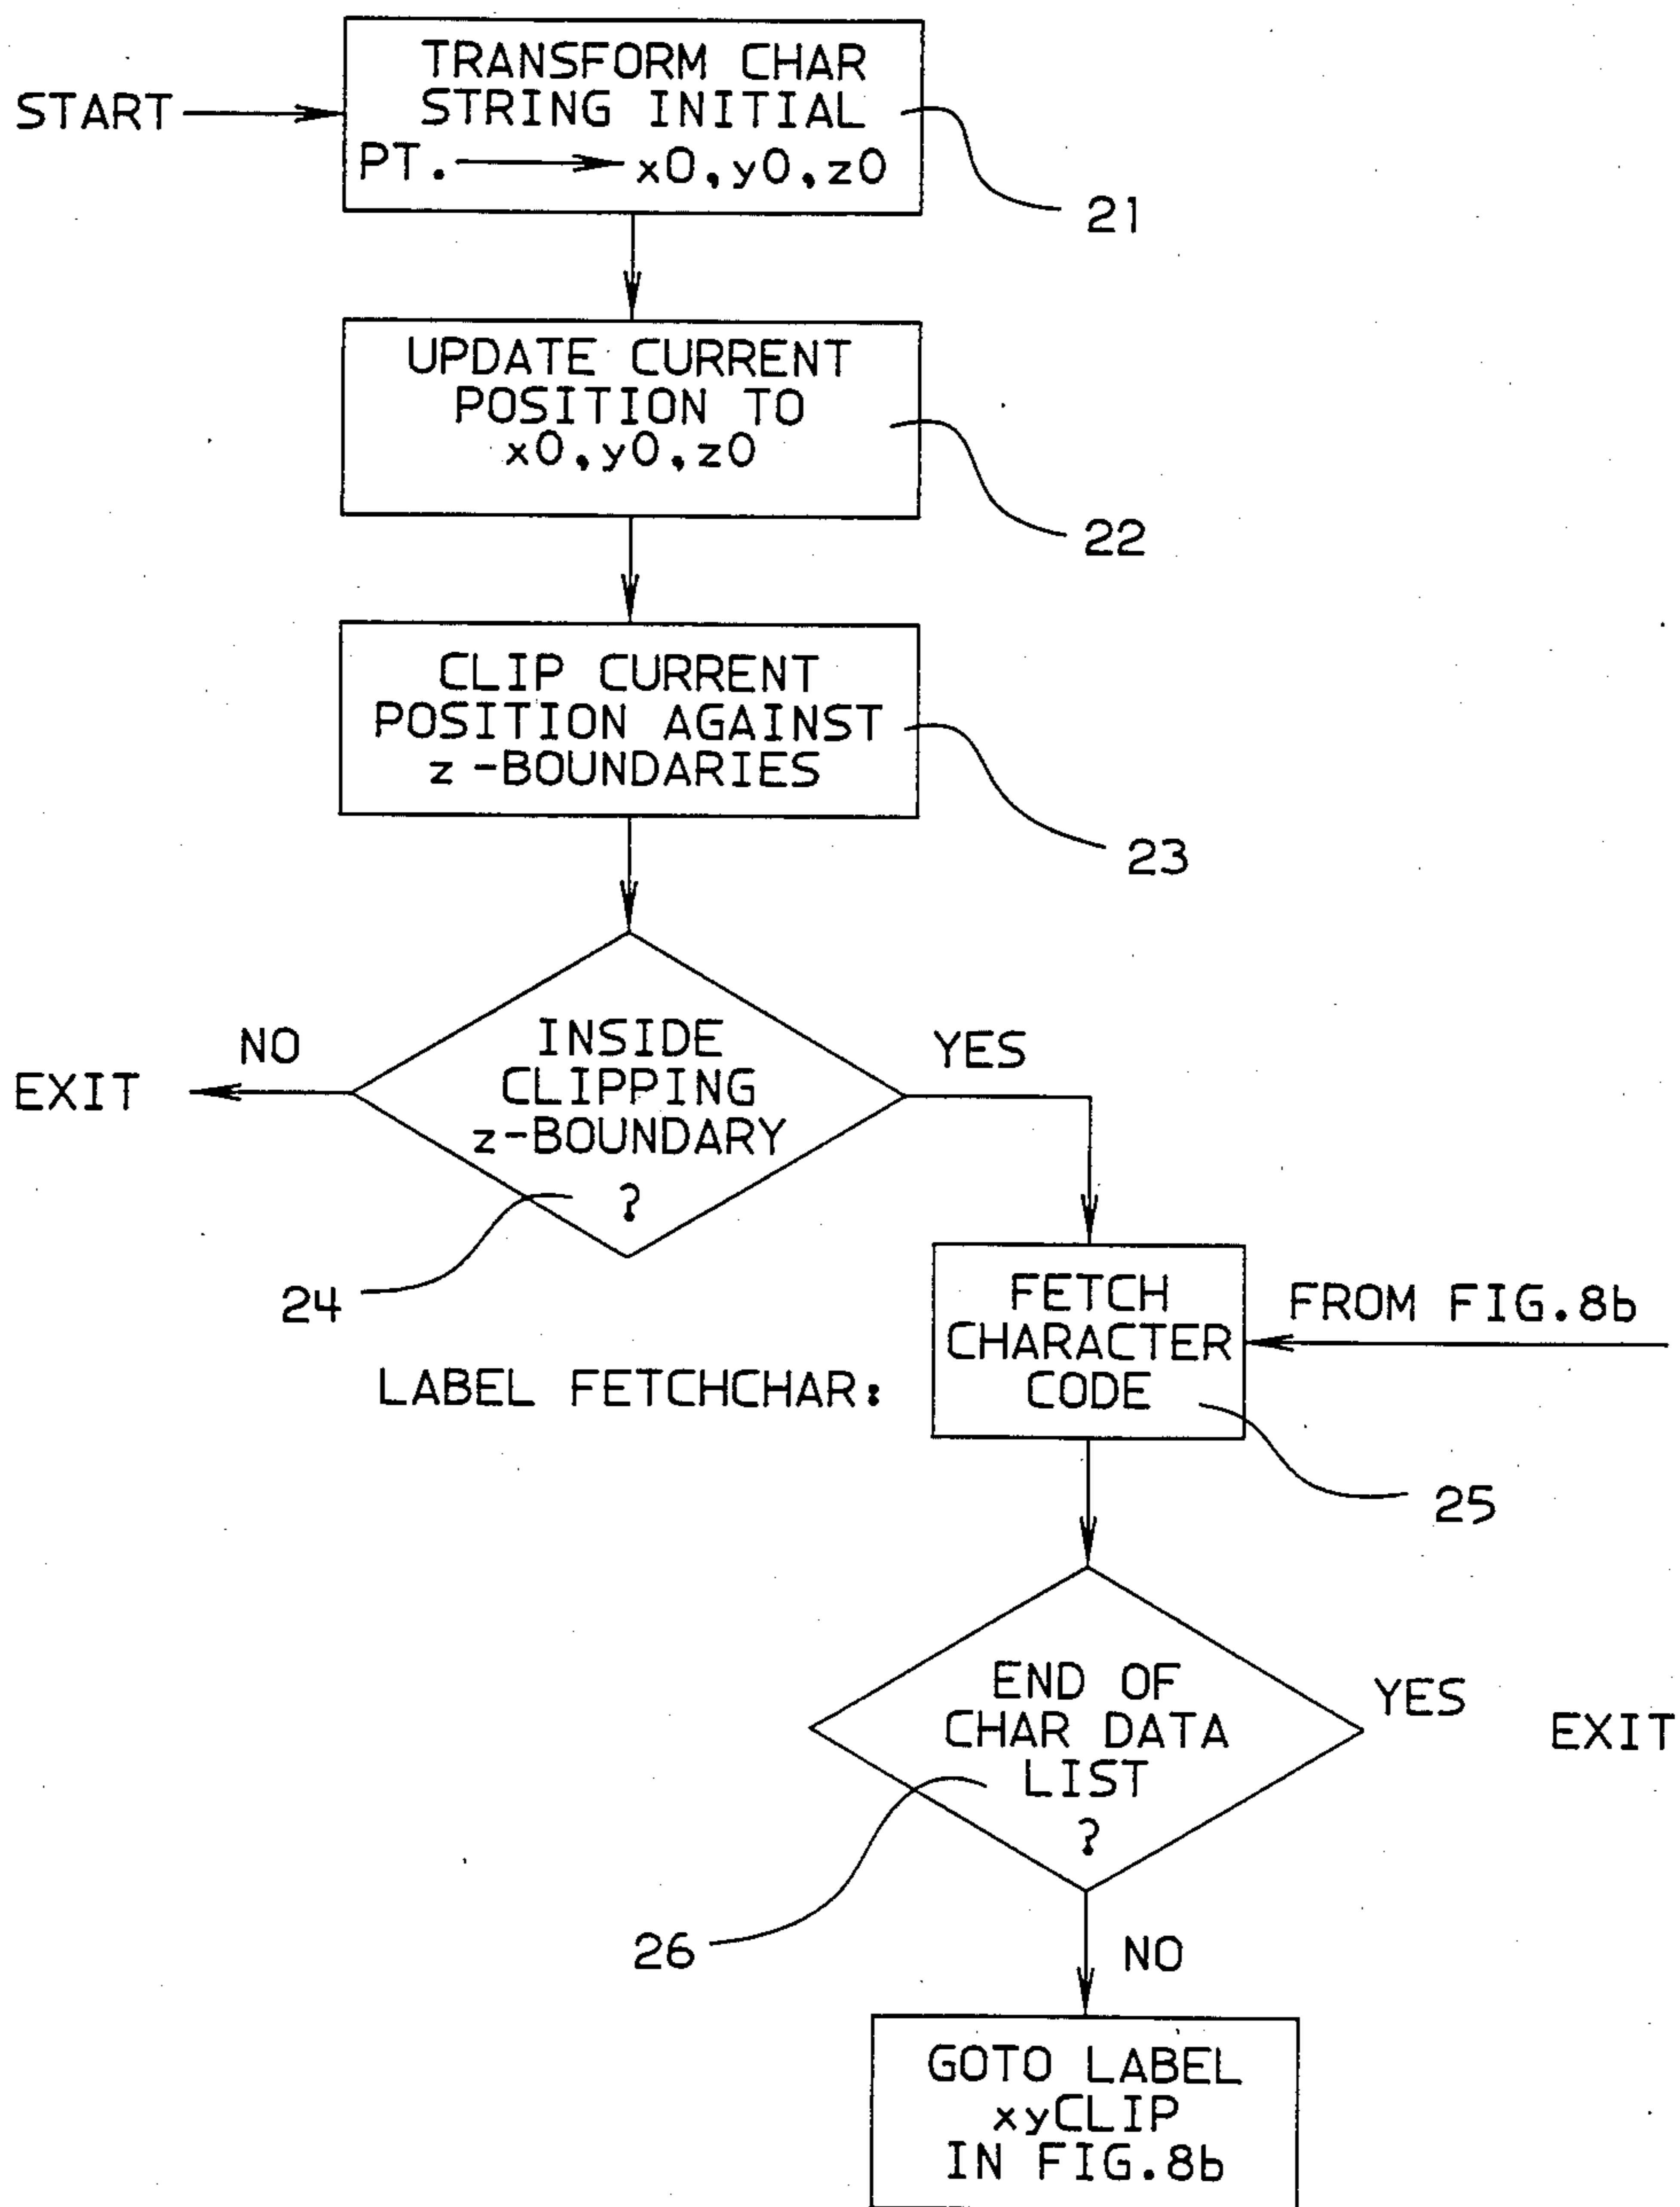 START
TRANSFORM CHAR
STRING INITIAL
PT. x0,y0,z0
21
UPDATE CURRENT
POSITION TO
x0,y0,z0
22
CLIP CURRENT
POSITION AGAINST
z-BOUNDARIES
23
NO
EXIT
INSIDE
CLIPPING
z-BOUNDARY
?
YES
24
FETCH
CHARACTER
CODE
FROM FIG.8b
LABEL FETCHCHAR:
25
END OF
CHAR DATA
LIST
?
YES
EXIT
26
NO
GOTO LABEL
xyCLIP
IN FIG.8b